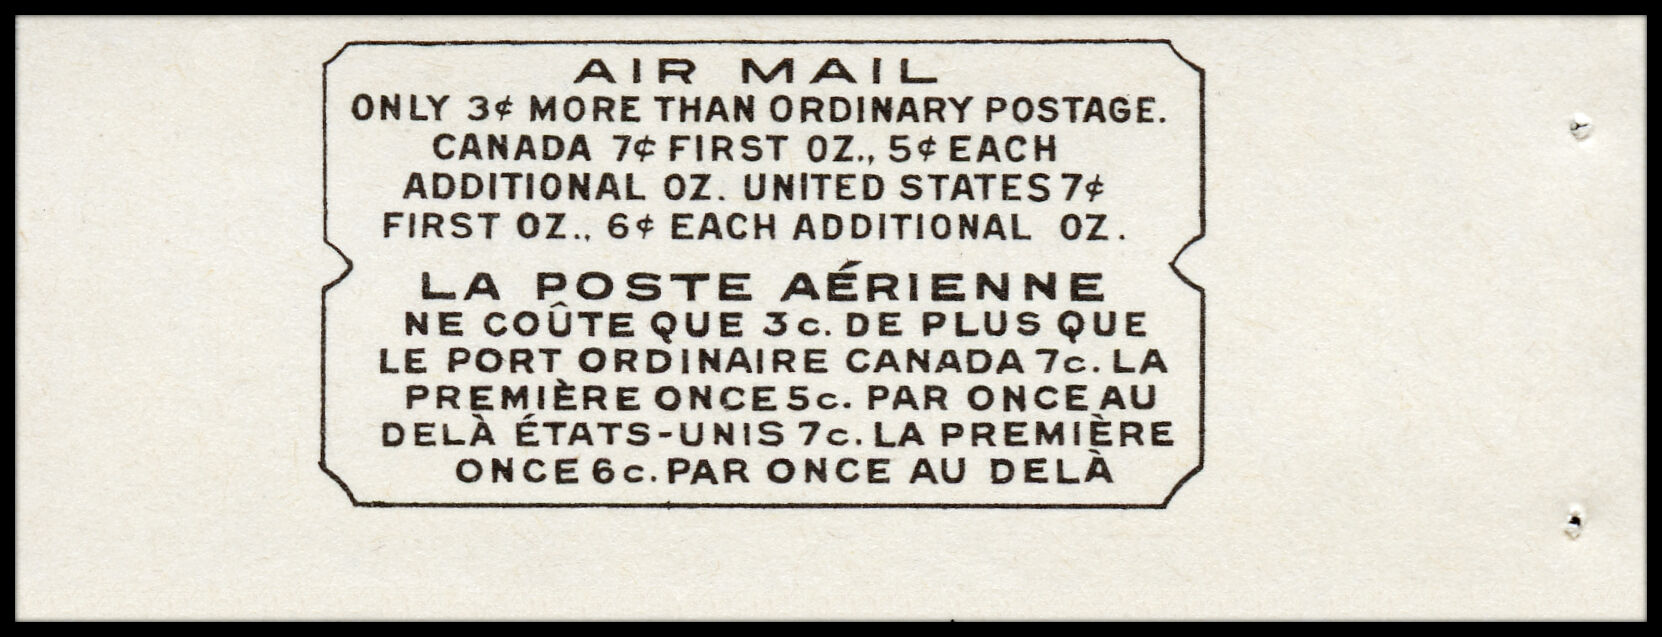 AIR MAIL
ONLY 3¢ MORE THAN ORDINARY POSTAGE.
CANADA 7¢ FIRST OZ., 5¢ EACH
ADDITIONAL OZ. UNITED STATES 7¢
FIRST OZ., 6¢ EACH ADDITIONAL OZ.
LA POSTE AÉRIENNE
NE COÛTE QUE 3c. DE PLUS QUE
LE PORT ORDINAIRE CANADA 7c. LA
PREMIÈRE ONCE 5c. PAR ONCE AU
DELÀ ÉTATS-UNIS 7c. LA PREMIÈRE
ONCE 6c. PAR ONCE AU DELÀ